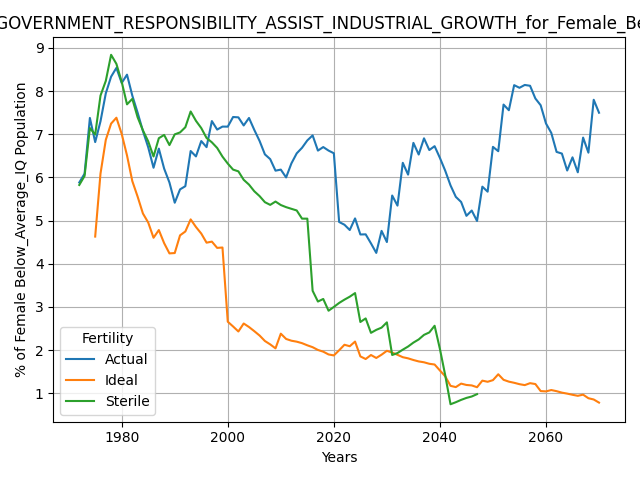 GOVERNMENT_RESPONSIBILITY_ASSIST_INDUSTRIAL_GROWTH_for_Female_Be
% of Female Below_Average_IQ Population
9
8
7
6
5
4
3
2
1
Fertility
Actual
Ideal
Sterile
1980
2000
2020
2040
2060
Years